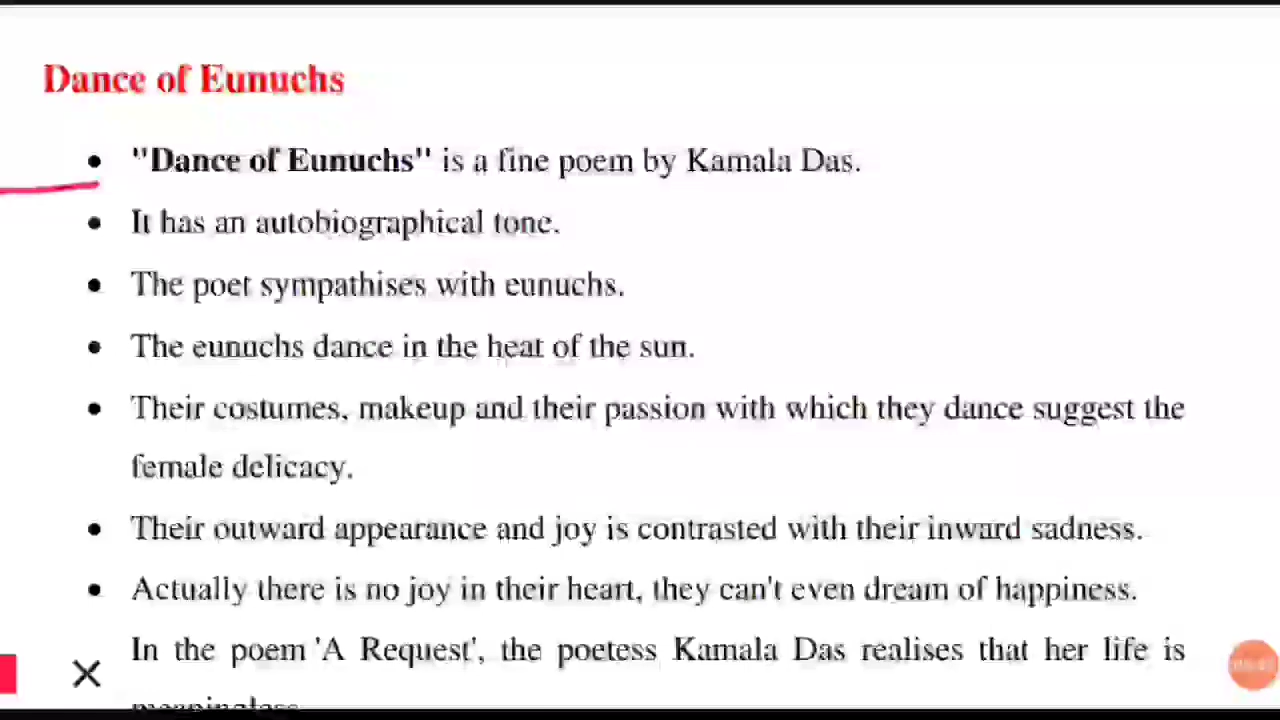 Dance of Eunuchs
• "Dance of Eunuchs" is a fine poem by Kamala Das.
• It has an autobiographical tone.
• The poet sympathises with eunuchs.
• The eunuchs dance in the heat of the sun.
• Their costumes, makeup and their passion with which they dance suggest the
female delicacy.
• Their outward appearance and joy is contrasted with their inward sadness.
• Actually there is no joy in their heart, they can't even dream of happiness.
In the poem 'A Request', the poetess Kamala Das realises that her life is
meaningless.